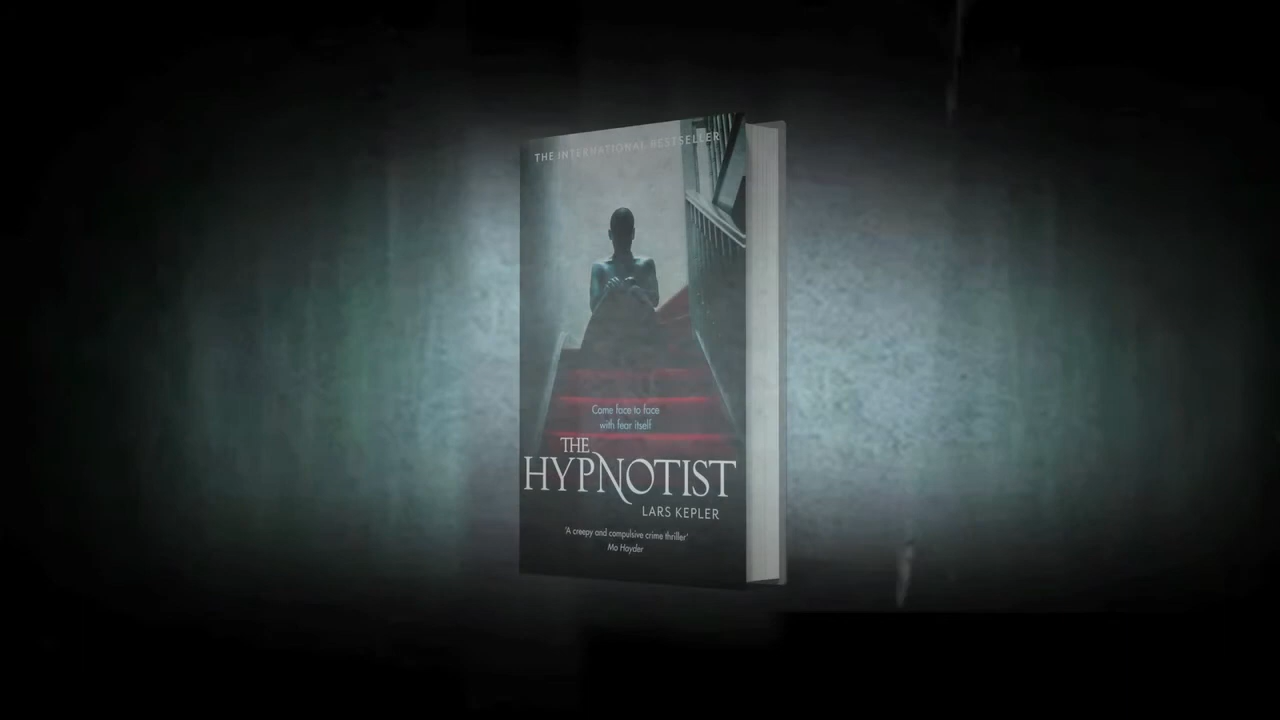 THE INTERNATIONAL BESTSELLER
Come face to face
with fear itself
THE
HYPNOTIST
LARS KEPLER
'A creepy and compulsive crime thriller'
Mo Hayder